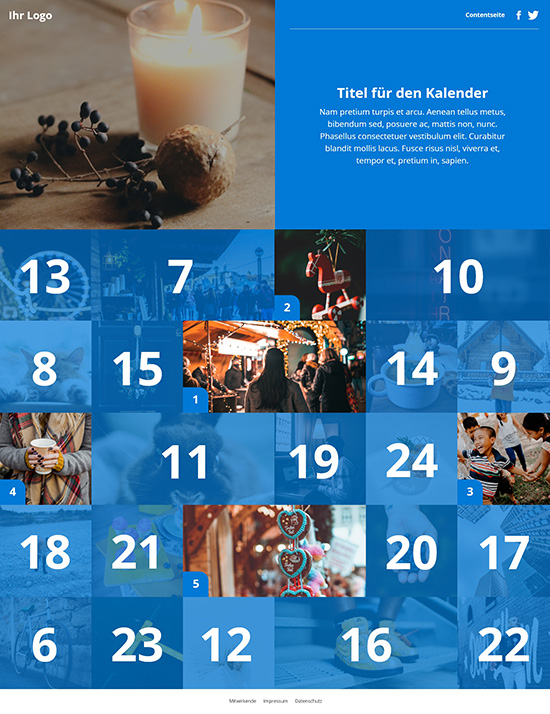 Ihr Logo
Contentseite
Titel für den Kalender
Nam pretium turpis et arcu. Aenean tellus metus,
bibendum sed, posuere ac, mattis non, nunc.
Phasellus consectetuer vestibulum elit. Curabitur
blandit mollis lacus. Fusce risus nisl, viverra et,
tempor et, pretium in, sapien.
13 7 2 10
8 15 1 14 9
4 11 19 24 3
18 21 5 20 17
6 23 12 16 22
Mitwirkende Impressum Datenschutz